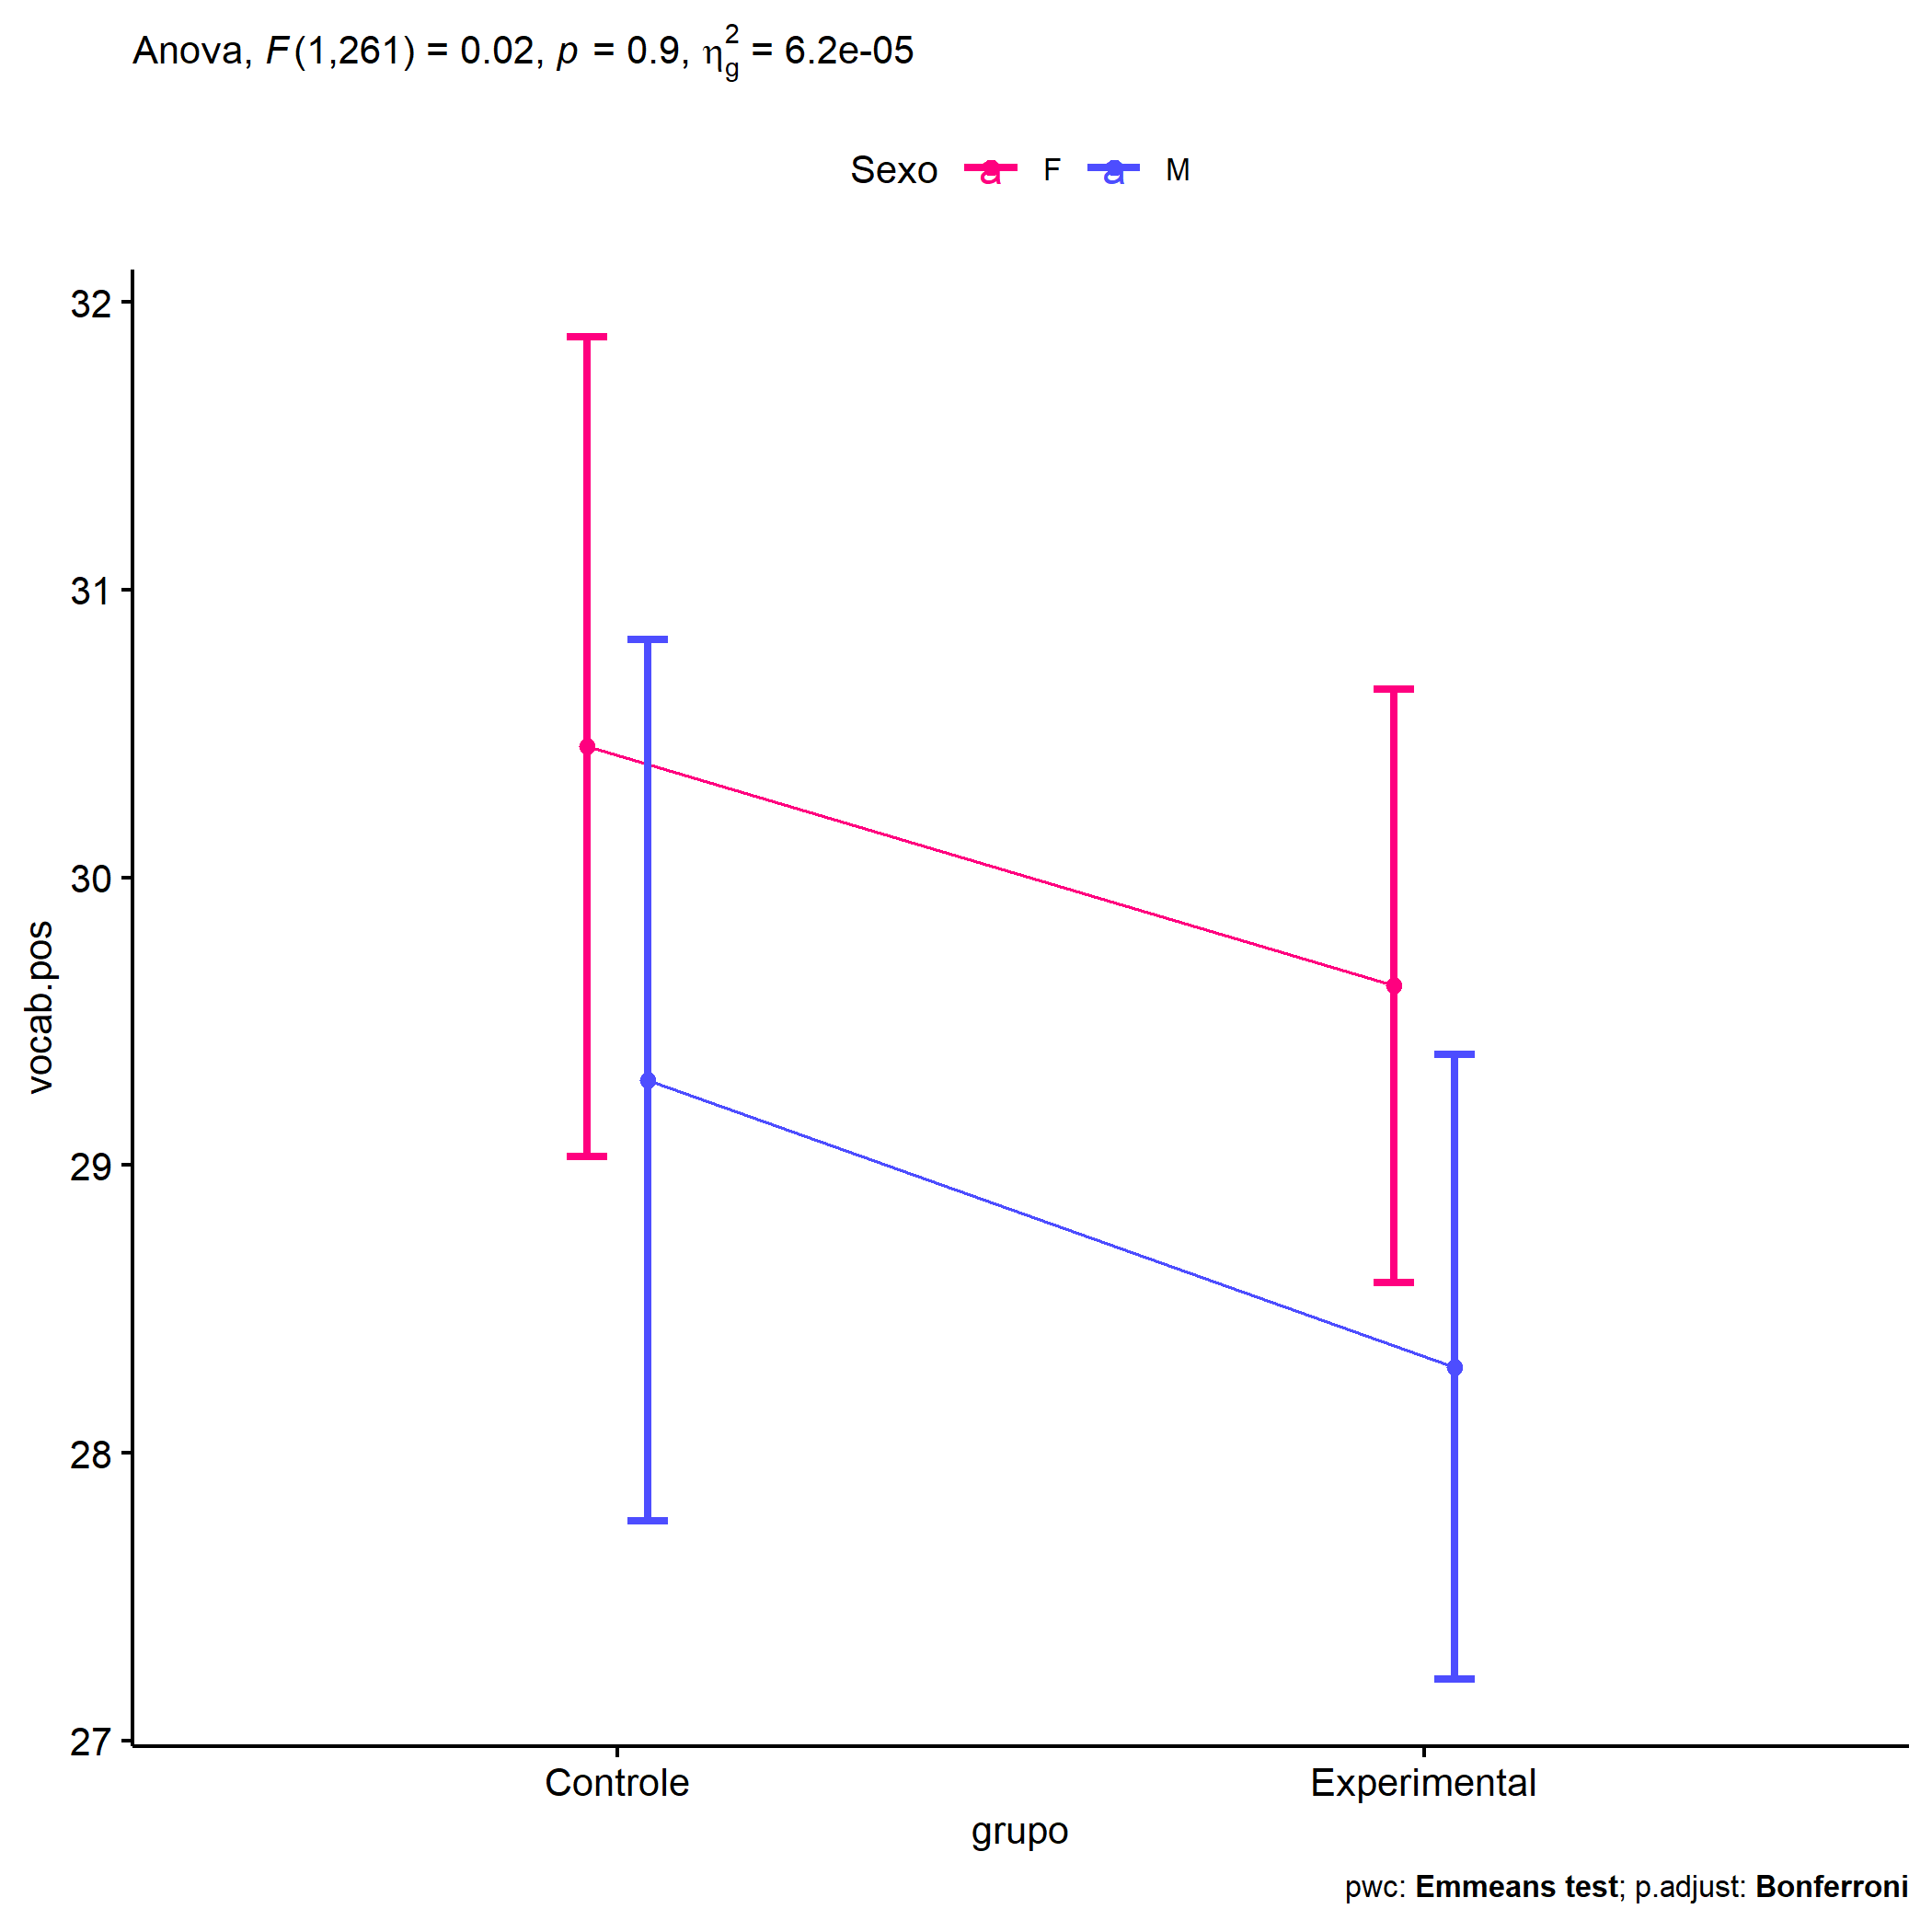 Anova, F(1,261) = 0.02, p = 0.9, η²g = 6.2e-05
Sexo a F a M
32
31
30
29
28
27
vocab.pos
Controle Experimental
grupo
pwc: Emmeans test; p.adjust: Bonferroni